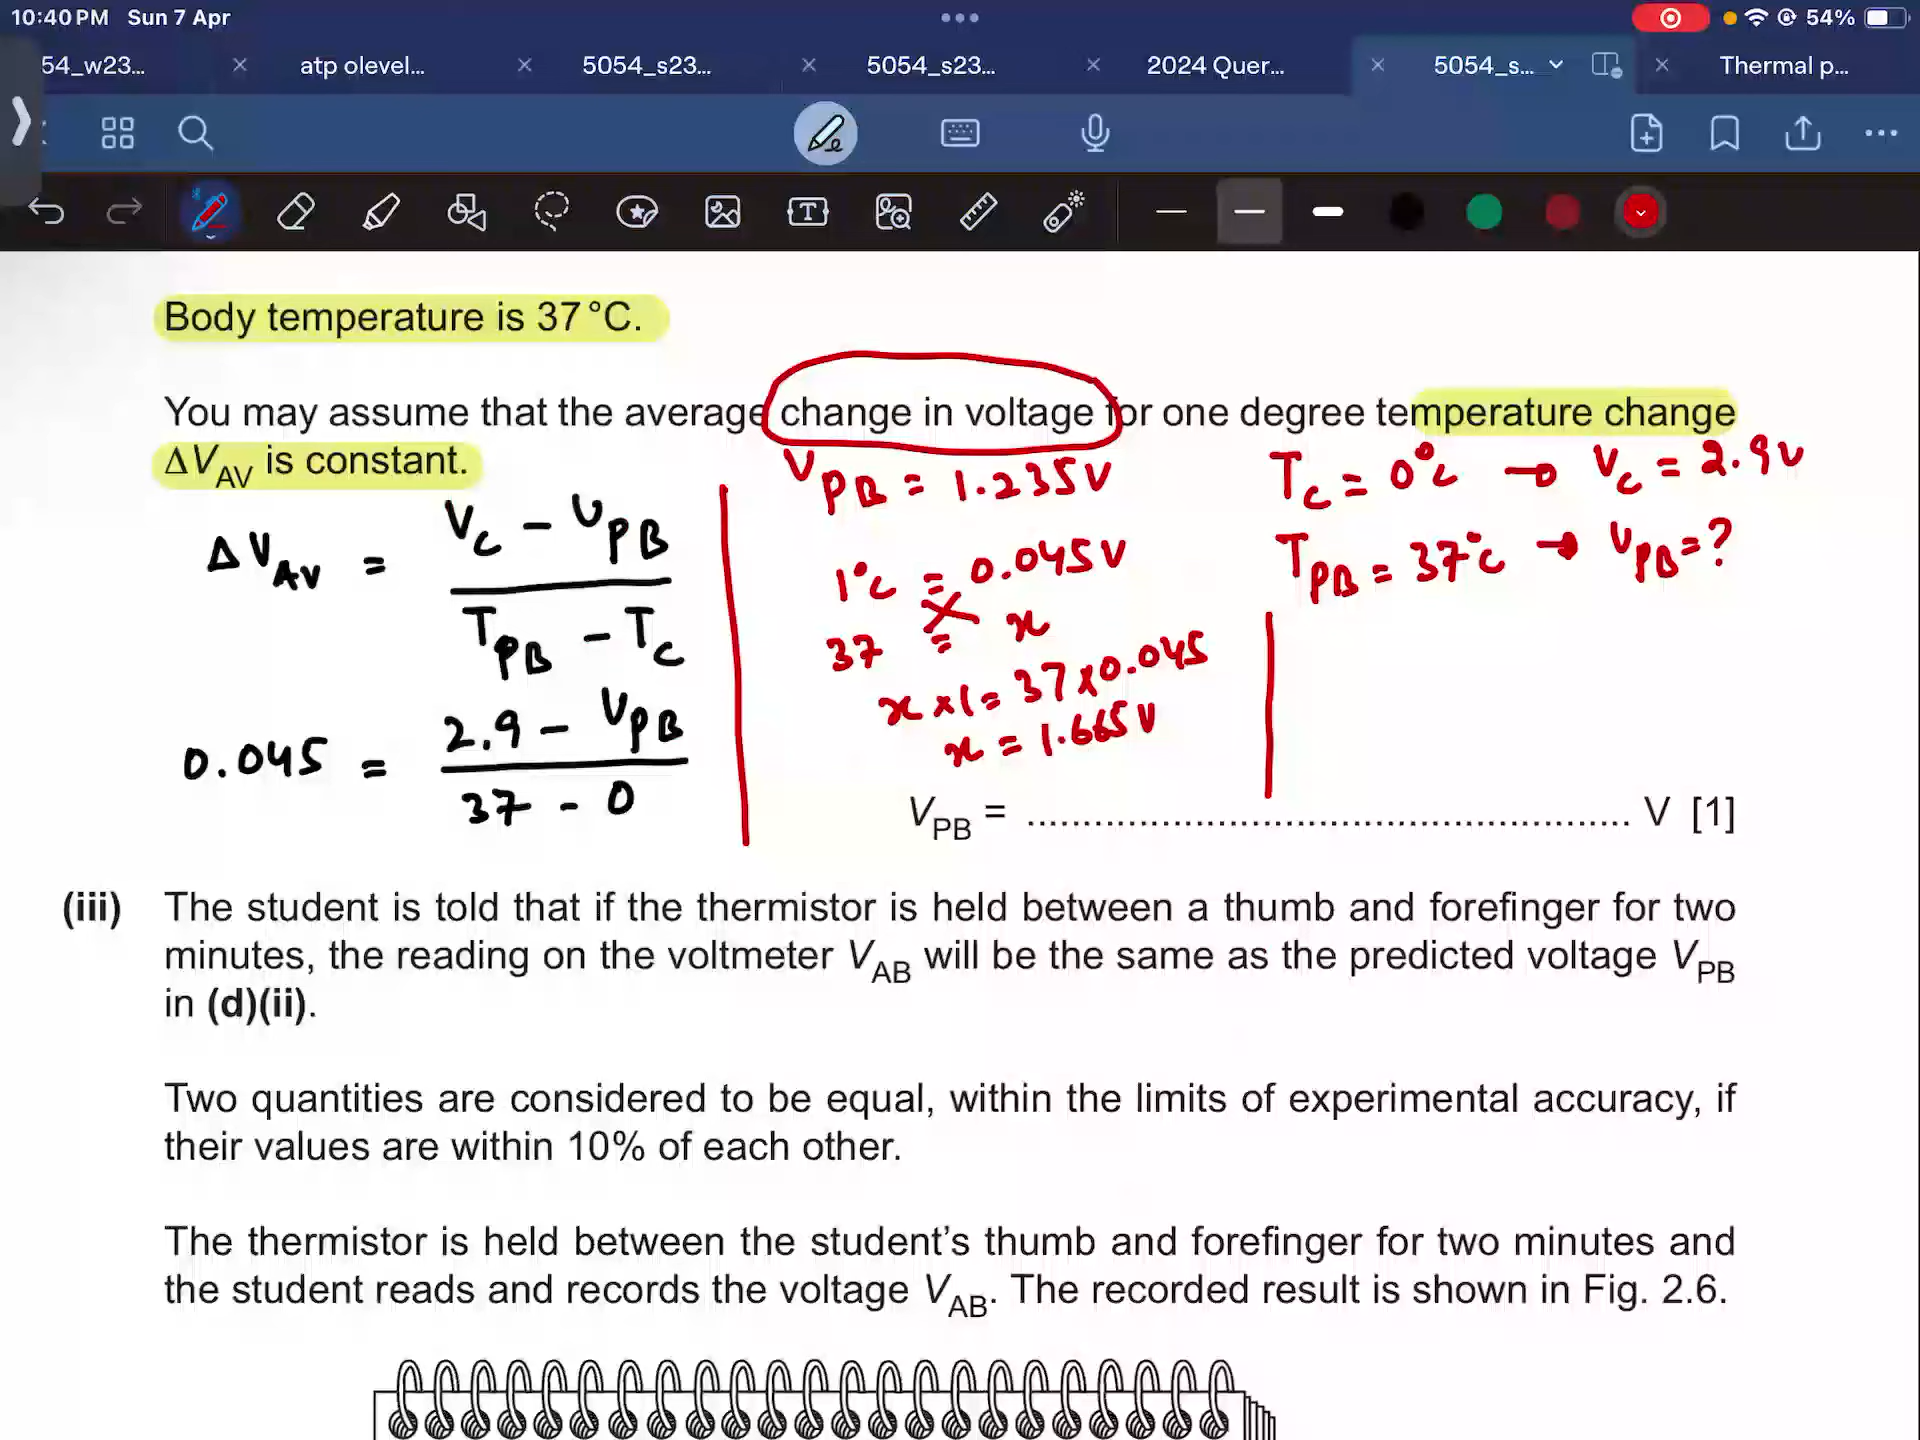 10:40 PM Sun 7 Apr
54%
54_w23...
atp olevel...
5054_s23...
5054_s23...
2024 Quer...
5054_s...
Thermal p...
Body temperature is 37 °C.
You may assume that the average change in voltage for one degree temperature change
ΔV_AV is constant.
V_PB = 1.235V
T_C = 0°C → V_C = 2.9V
T_PB = 37°C → V_PB = ?
ΔV_AV = (V_C - V_PB) / (T_PB - T_C)
0.045 = (2.9 - V_PB) / (37 - 0)
1°C = 0.045V
37 = x
x×1 = 37×0.045
x = 1.665V
V_PB = ...................................................... V [1]
(iii) The student is told that if the thermistor is held between a thumb and forefinger for two
minutes, the reading on the voltmeter V_AB will be the same as the predicted voltage V_PB
in (d)(ii).
Two quantities are considered to be equal, within the limits of experimental accuracy, if
their values are within 10% of each other.
The thermistor is held between the student's thumb and forefinger for two minutes and
the student reads and records the voltage V_AB. The recorded result is shown in Fig. 2.6.